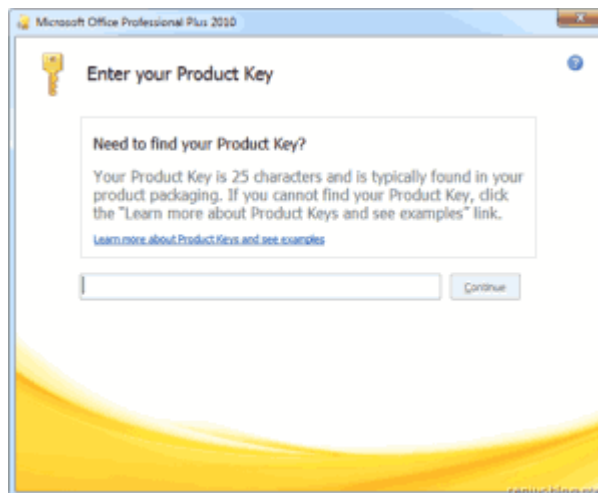 Microsoft Office Professional Plus 2010
Enter your Product Key
Need to find your Product Key?
Your Product Key is 25 characters and is typically found in your
product packaging. If you cannot find your Product Key, click
the "Learn more about Product Keys and see examples" link.
Learn more about Product Keys and see examples
Continue